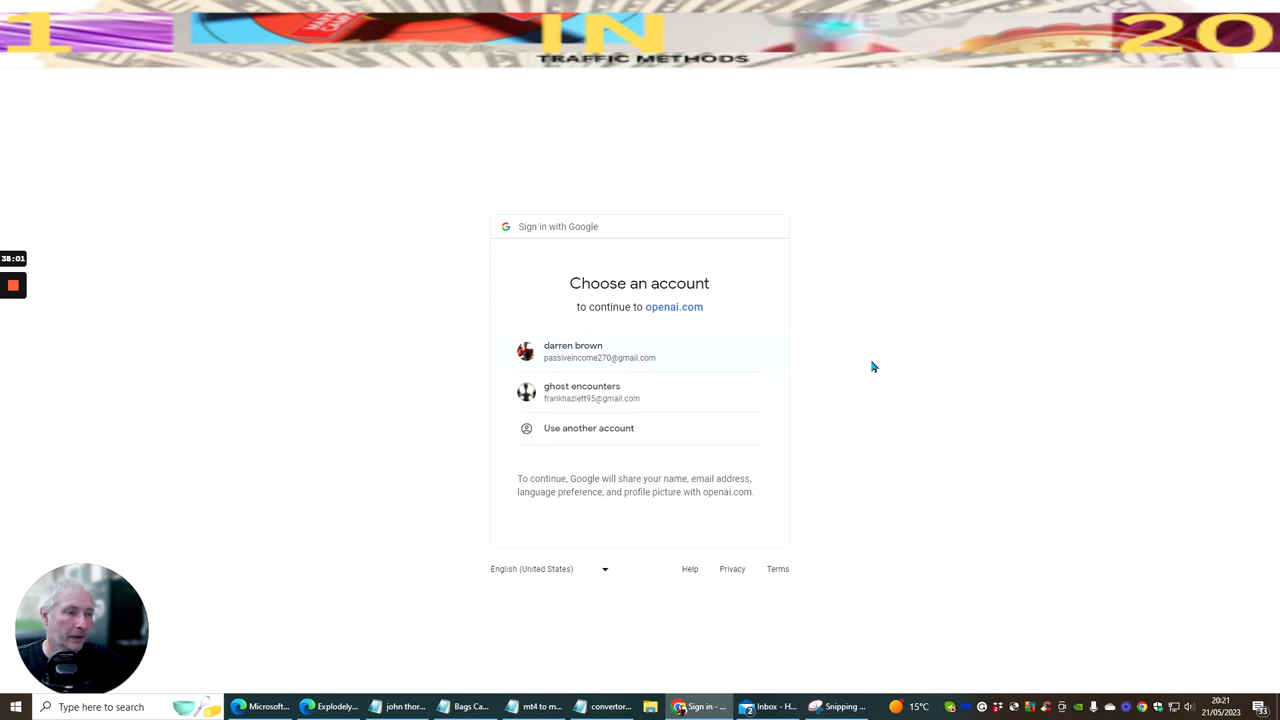 1 IN 20
TRAFFIC METHODS
38:01
Sign in with Google
Choose an account
to continue to openai.com
darren brown
passiveincome270@gmail.com
ghost encounters
frankhazlett95@gmail.com
Use another account
To continue, Google will share your name, email address,
language preference, and profile picture with openai.com.
English (United States)
Help
Privacy
Terms
Type here to search
Microsoft...
Explodely...
john thor...
Bags Ca...
mt4 to m...
convertor...
Sign in - ...
Inbox - H...
Snipping ...
15°C
20:21
21/05/2023